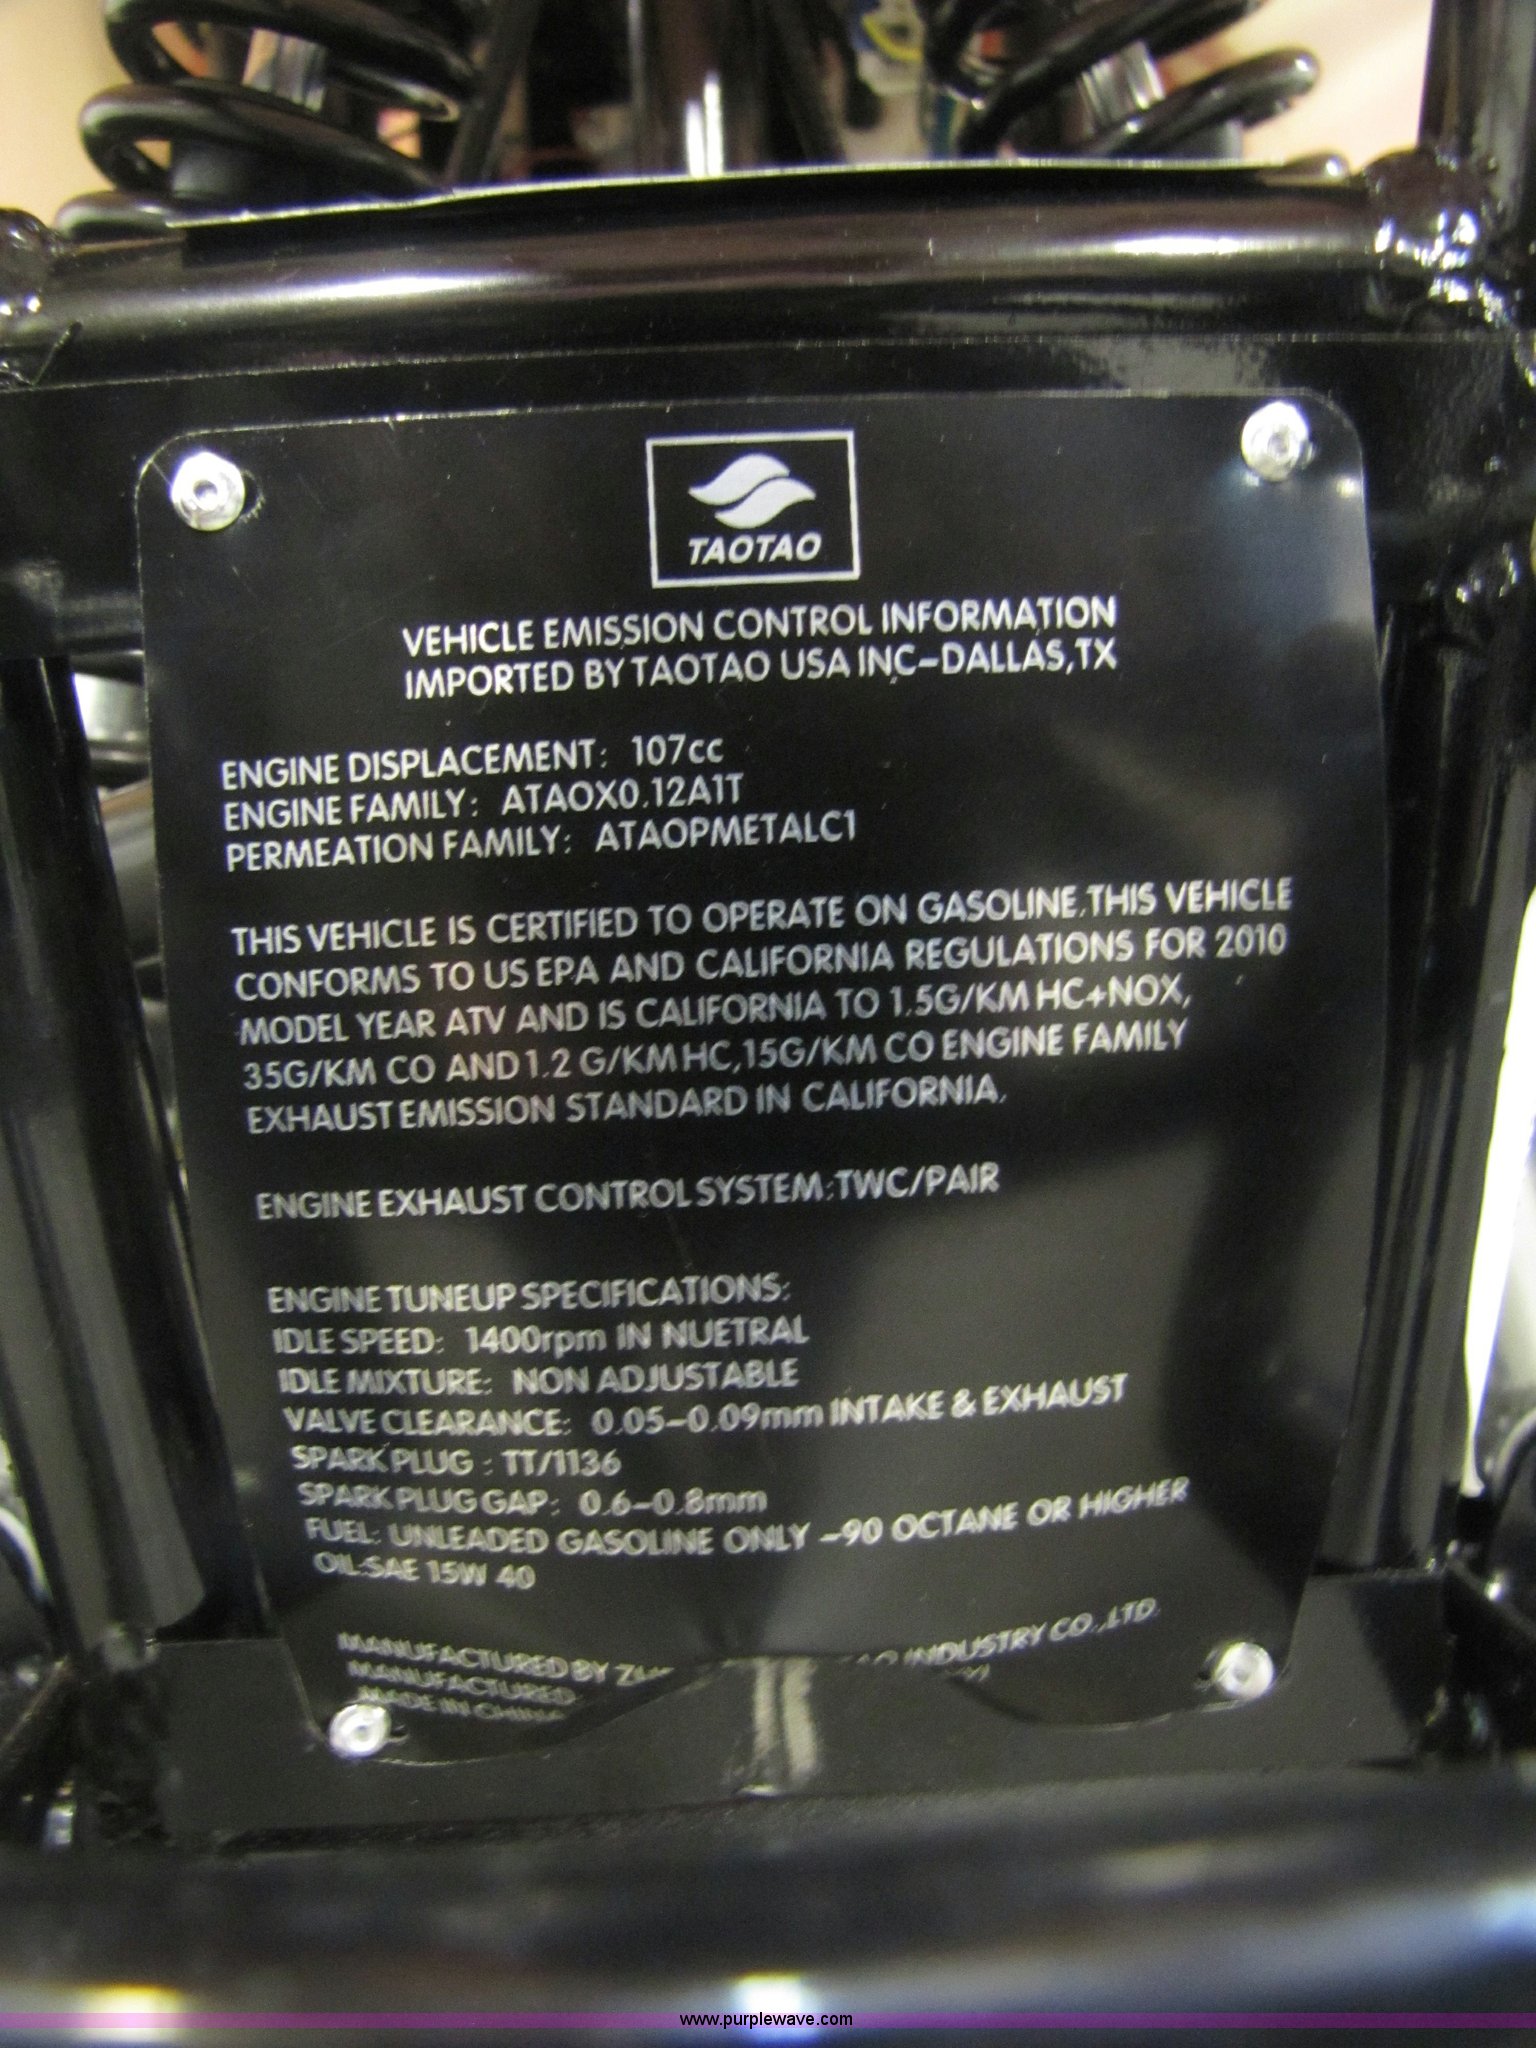 TAOTAO
VEHICLE EMISSION CONTROL INFORMATION
IMPORTED BY TAOTAO USA INC-DALLAS,TX
ENGINE DISPLACEMENT: 107cc
ENGINE FAMILY: ATAOX0.12A1T
PERMEATION FAMILY: ATAOPMETALC1
THIS VEHICLE IS CERTIFIED TO OPERATE ON GASOLINE.THIS VEHICLE
CONFORMS TO US EPA AND CALIFORNIA REGULATIONS FOR 2010
MODEL YEAR ATV AND IS CALIFORNIA TO 1.5G/KM HC+NOX,
35G/KM CO AND 1.2 G/KM HC,15G/KM CO ENGINE FAMILY
EXHAUST EMISSION STANDARD IN CALIFORNIA.
ENGINE EXHAUST CONTROL SYSTEM:TWC/PAIR
ENGINE TUNEUP SPECIFICATIONS:
IDLE SPEED: 1400rpm IN NUETRAL
IDLE MIXTURE: NON ADJUSTABLE
VALVE CLEARANCE: 0.05-0.09mm INTAKE & EXHAUST
SPARK PLUG : TT/1136
SPARK PLUG GAP: 0.6-0.8mm
FUEL: UNLEADED GASOLINE ONLY -90 OCTANE OR HIGHER
OIL:SAE 15W 40
MANUFACTURED BY INDUSTRY CO.,LTD.
MANUFACTURED
MADE IN CHINA
www.purplewave.com